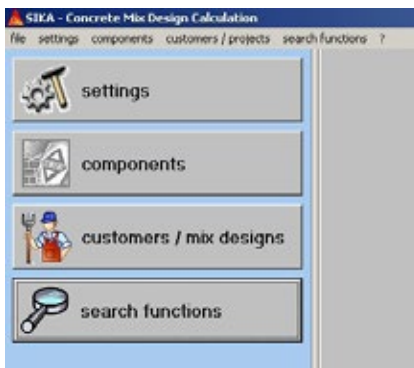 SIKA - Concrete Mix Design Calculation
file settings components customers / projects search functions ?
settings
components
customers / mix designs
search functions